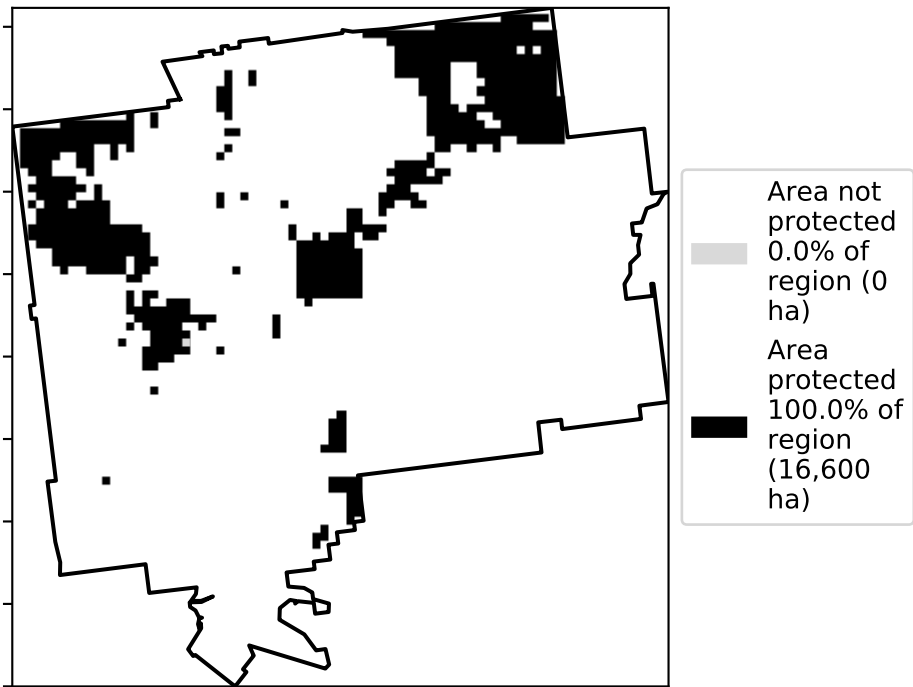 Area not
protected
0.0% of
region (0
ha)
Area
protected
100.0% of
region
(16,600
ha)